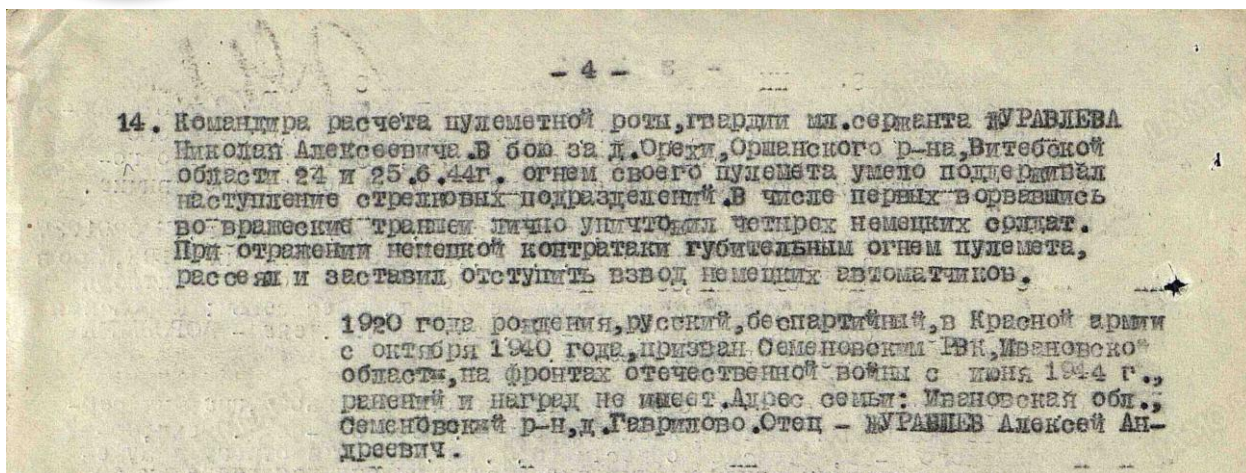 - 4 -
14. Командира расчета пулеметной роты,гвардии мл.сержанта ЖУРАВЛЕВА
Николай Алексеевича.В бою за д.Орехи,Оршанского р-на,Витебской
области 24 и 25.6.44г. огнем своего пулемета умело поддерживал
наступление стрелковых подразделений.В числе первых ворвавшись
во вражеские траншеи лично уничтожил четырех немецких солдат.
При отражении немецкой контратаки губительным огнем пулемета,
рассеял и заставил отступить взвод немецких автоматчиков.
1920 года рождения,русский,беспартийный,в Красной армии
с октября 1940 года,призван Семеновским РВК,Ивановской
области,на фронтах отечественной войны с июня 1944 г.,
ранений и наград не имеет.Адрес семьи: Ивановская обл.,
Семеновский р-н,д.Гаврилово.Отец - ЖУРАВЛЕВ Алексей Ан-
дреевич.